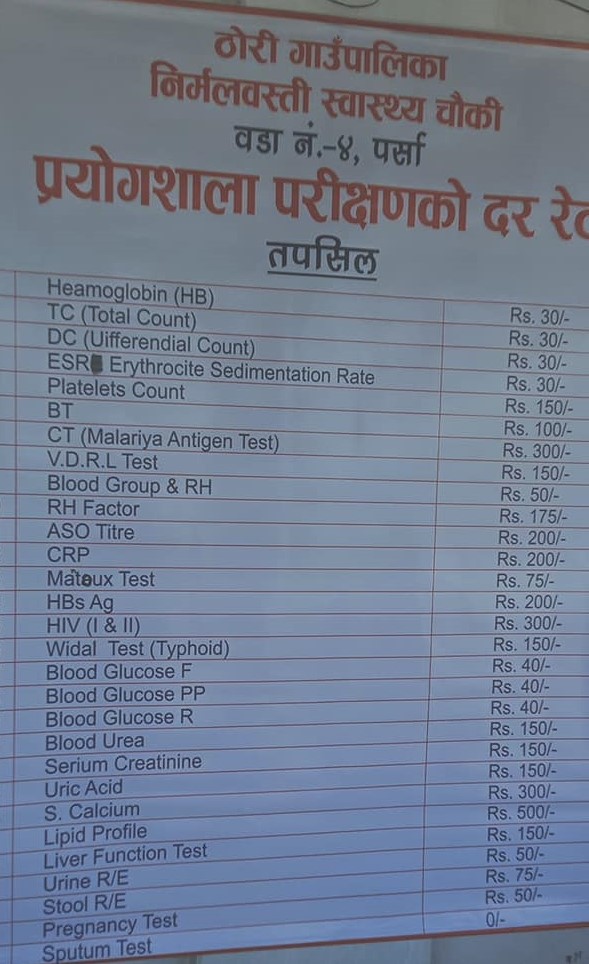 ठोरी गाउँपालिका
निर्मलवस्ती स्वास्थ्य चौकी
वडा नं.-४, पर्सा
प्रयोगशाला परीक्षणको दर रेट
तपसिल
Heamoglobin (HB) Rs. 30/-
TC (Total Count) Rs. 30/-
DC (Uifferendial Count) Rs. 30/-
ESR Erythrocite Sedimentation Rate Rs. 30/-
Platelets Count Rs. 150/-
BT Rs. 100/-
CT (Malariya Antigen Test) Rs. 300/-
V.D.R.L Test Rs. 150/-
Blood Group & RH Rs. 50/-
RH Factor Rs. 175/-
ASO Titre Rs. 200/-
CRP Rs. 200/-
Matoux Test Rs. 75/-
HBs Ag Rs. 200/-
HIV (I & II) Rs. 300/-
Widal Test (Typhoid) Rs. 150/-
Blood Glucose F Rs. 40/-
Blood Glucose PP Rs. 40/-
Blood Glucose R Rs. 40/-
Blood Urea Rs. 150/-
Serium Creatinine Rs. 150/-
Uric Acid Rs. 150/-
S. Calcium Rs. 300/-
Lipid Profile Rs. 500/-
Liver Function Test Rs. 150/-
Urine R/E Rs. 50/-
Stool R/E Rs. 75/-
Pregnancy Test Rs. 50/-
Sputum Test 0/-